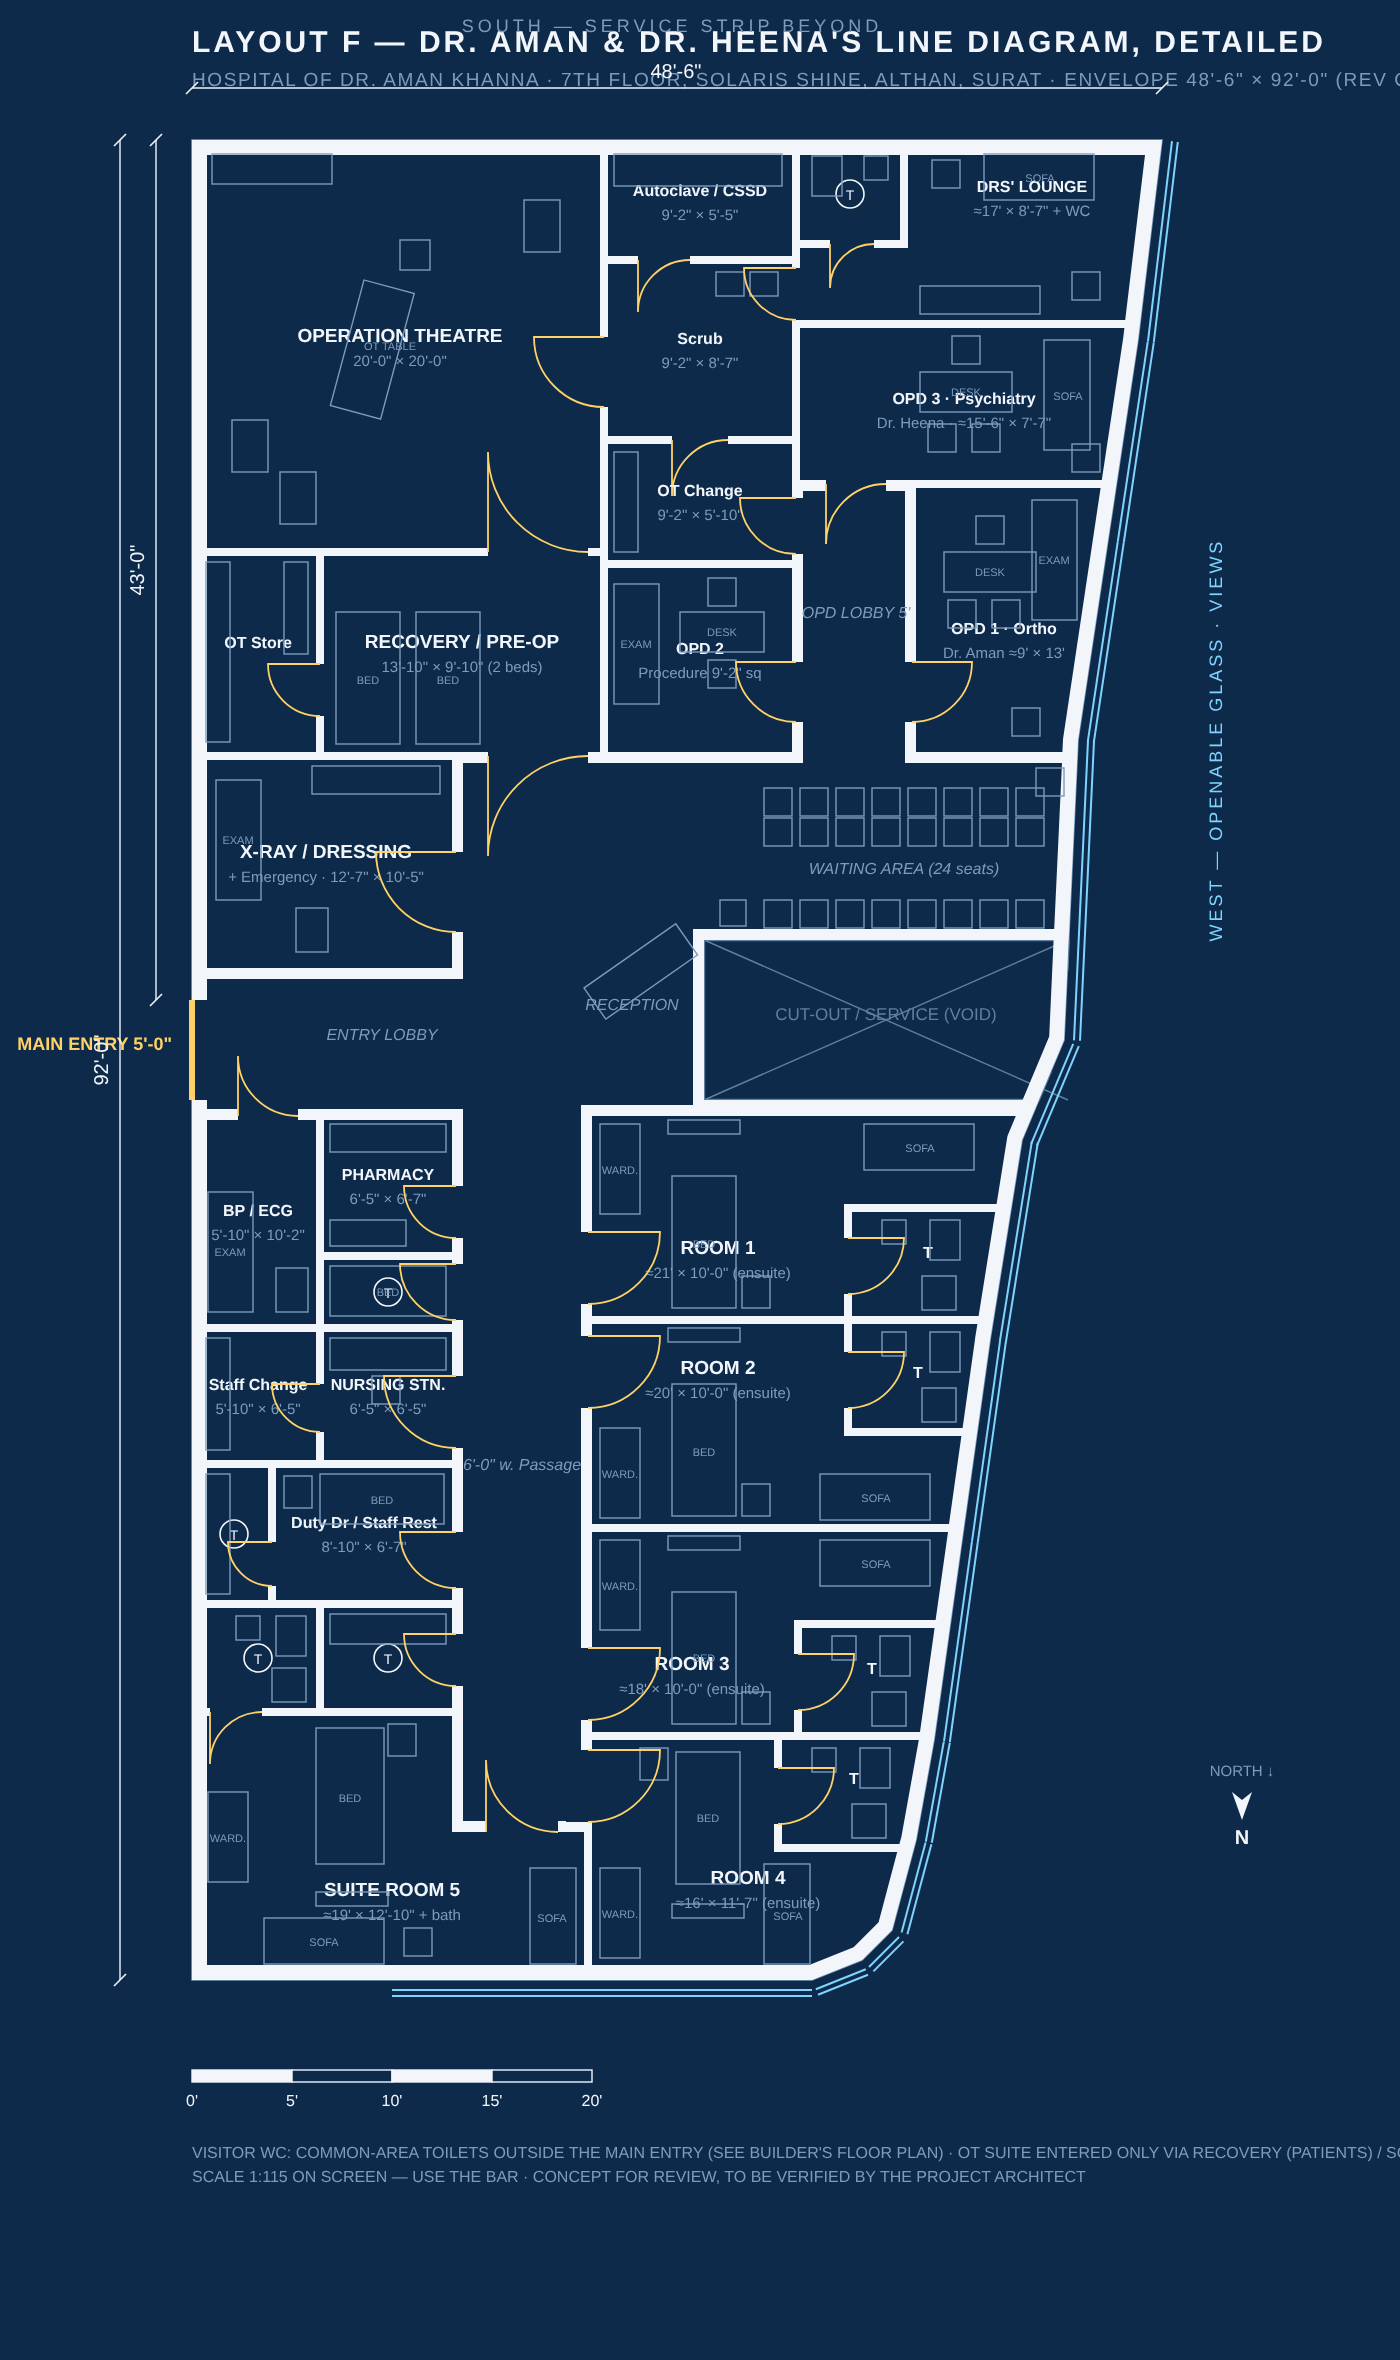 SOUTH — SERVICE STRIP BEYOND
LAYOUT F — DR. AMAN & DR. HEENA'S LINE DIAGRAM, DETAILED
48'-6"
HOSPITAL OF DR. AMAN KHANNA · 7TH FLOOR, SOLARIS SHINE, ALTHAN, SURAT · ENVELOPE 48'-6" × 92'-0" (REV
Autoclave / CSSD
9'-2" × 5'-5"
T
SOFA
DRS' LOUNGE
≈17' × 8'-7" + WC
OPERATION THEATRE
OT TABLE
20'-0" × 20'-0"
Scrub
9'-2" × 8'-7"
DESK
SOFA
OPD 3 · Psychiatry
Dr. Heena · ≈15'-6" × 7'-7"
OT Change
9'-2" × 5'-10"
43'-0"
WEST — OPENABLE GLASS · VIEWS
EXAM
DESK
OPD LOBBY 5'
OPD 1 · Ortho
Dr. Aman ≈9' × 13'
OT Store
RECOVERY / PRE-OP
13'-10" × 9'-10" (2 beds)
BED
BED
EXAM
DESK
OPD 2
Procedure 9'-2" sq
EXAM
X-RAY / DRESSING
+ Emergency · 12'-7" × 10'-5"
WAITING AREA (24 seats)
RECEPTION
CUT-OUT / SERVICE (VOID)
ENTRY LOBBY
MAIN ENTRY 5'-0"
92'-0"
PHARMACY
6'-5" × 6'-7"
BP / ECG
5'-10" × 10'-2"
EXAM
BED
T
WARD.
SOFA
BED
ROOM 1
≈21' × 10'-0" (ensuite)
T
Staff Change
5'-10" × 6'-5"
NURSING STN.
6'-5" × 6'-5"
ROOM 2
≈20' × 10'-0" (ensuite)
T
BED
WARD.
SOFA
6'-0" w. Passage
BED
T
Duty Dr / Staff Rest
8'-10" × 6'-7"
SOFA
WARD.
BED
ROOM 3
≈18' × 10'-0" (ensuite)
T
T
T
BED
WARD.
SUITE ROOM 5
≈19' × 12'-10" + bath
SOFA
SOFA
T
BED
ROOM 4
≈16' × 11'-7" (ensuite)
WARD.
SOFA
NORTH ↓
N
0' 5' 10' 15' 20'
VISITOR WC: COMMON-AREA TOILETS OUTSIDE THE MAIN ENTRY (SEE BUILDER'S FLOOR PLAN) · OT SUITE ENTERED ONLY VIA RECOVERY (PATIENTS) /
SCALE 1:115 ON SCREEN — USE THE BAR · CONCEPT FOR REVIEW, TO BE VERIFIED BY THE PROJECT ARCHITECT